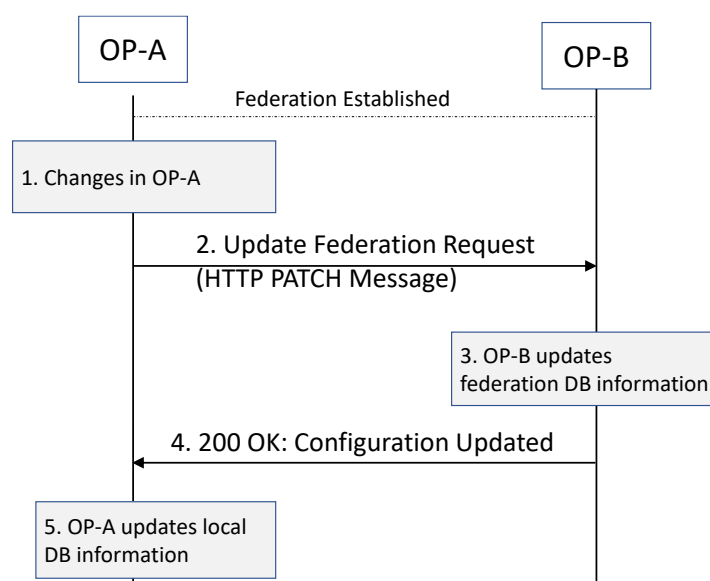 OP-A
OP-B
Federation Established
1. Changes in OP-A
2. Update Federation Request
(HTTP PATCH Message)
3. OP-B updates
federation DB information
4. 200 OK: Configuration Updated
5. OP-A updates local
DB information